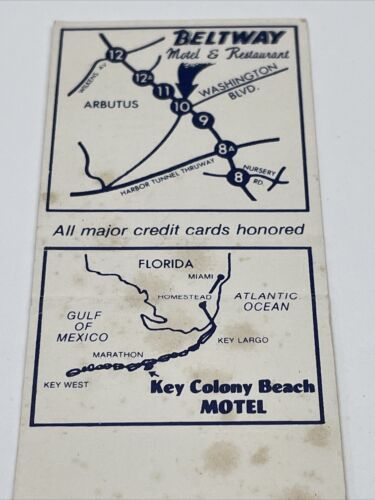 BELTWAY
Motel & Restaurant
12
WILKENS AV.
12A
11
WASHINGTON
BLVD.
ARBUTUS
10
9
8A
HARBOR TUNNEL THRUWAY
8
NURSERY
RD.
All major credit cards honored
FLORIDA
MIAMI
HOMESTEAD
ATLANTIC
OCEAN
GULF
OF
MEXICO
KEY LARGO
MARATHON
KEY WEST
Key Colony Beach
MOTEL